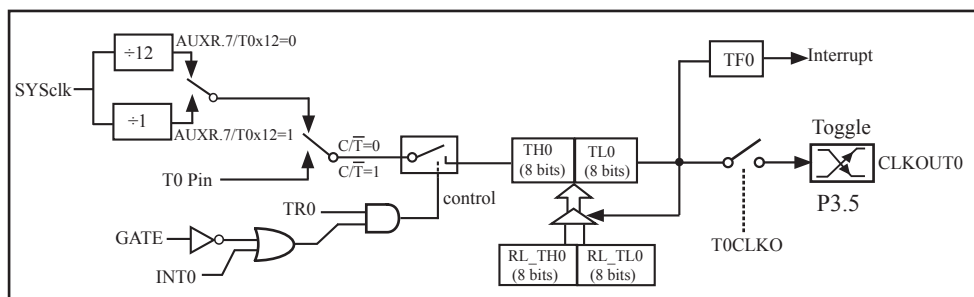 ÷12
AUXR.7/T0x12=0
SYSclk
÷1
AUXR.7/T0x12=1
C/T̅=0
C/T̅=1
T0 Pin
TR0
GATE
INT0
control
TH0
(8 bits)
TL0
(8 bits)
RL_TH0
(8 bits)
RL_TL0
(8 bits)
TF0
Interrupt
Toggle
CLKOUT0
P3.5
T0CLKO